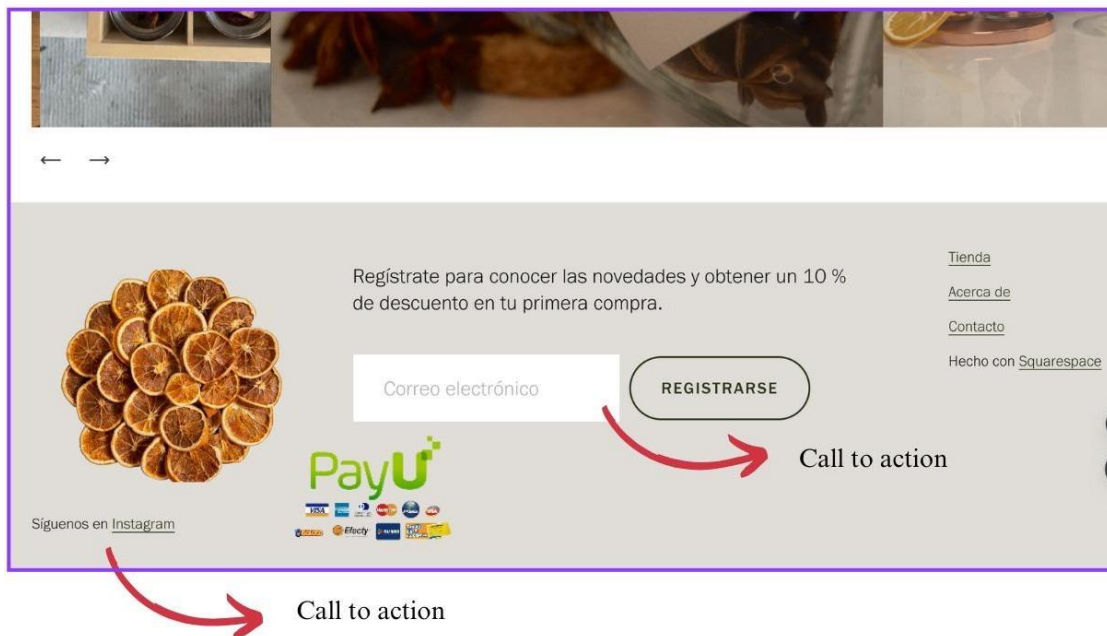 Regístrate para conocer las novedades y obtener un 10 %
de descuento en tu primera compra.
Correo electrónico
REGISTRARSE
Tienda
Acerca de
Contacto
Hecho con Squarespace
Call to action
PayU
VISA
Efecty
Síguenos en Instagram
Call to action